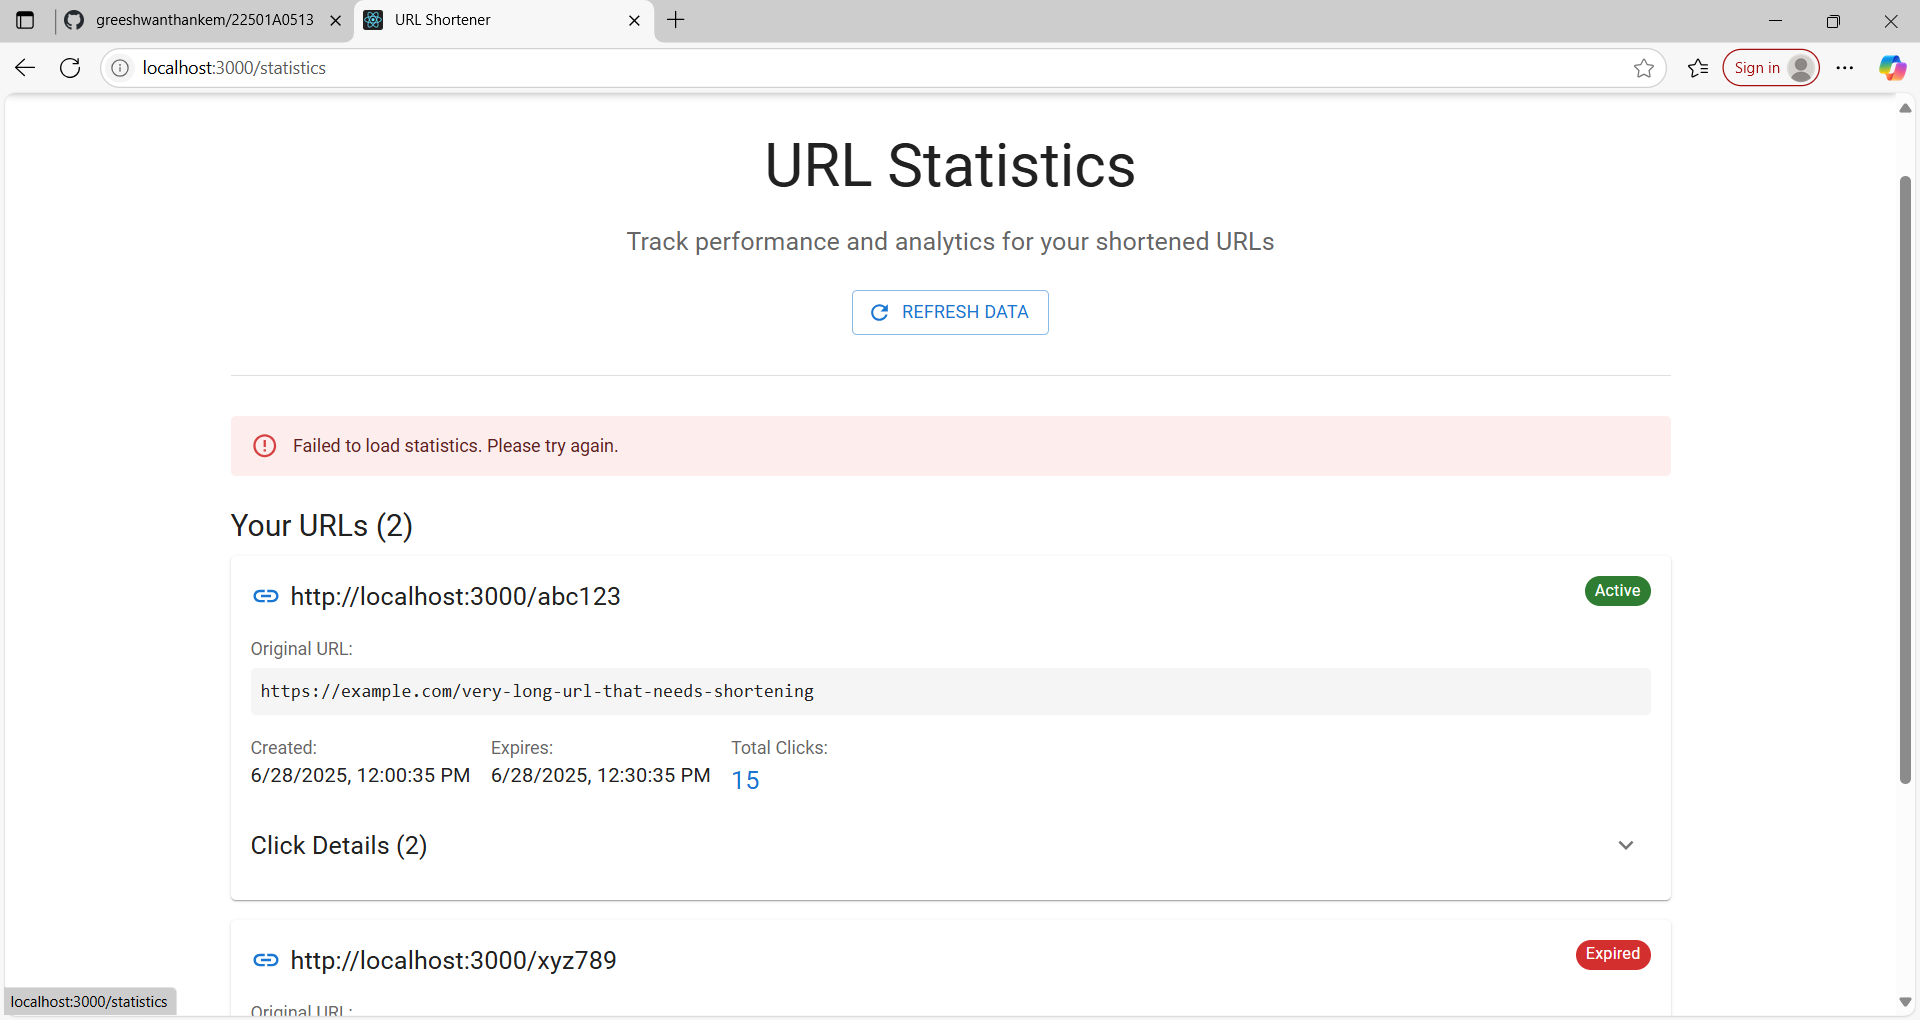 greeshwanthankem/22501A0513
URL Shortener
localhost:3000/statistics
Sign in
URL Statistics
Track performance and analytics for your shortened URLs
REFRESH DATA
Failed to load statistics. Please try again.
Your URLs (2)
http://localhost:3000/abc123
Active
Original URL:
https://example.com/very-long-url-that-needs-shortening
Created: Expires: Total Clicks:
6/28/2025, 12:00:35 PM 6/28/2025, 12:30:35 PM 15
Click Details (2)
http://localhost:3000/xyz789
Expired
Original URL:
localhost:3000/statistics